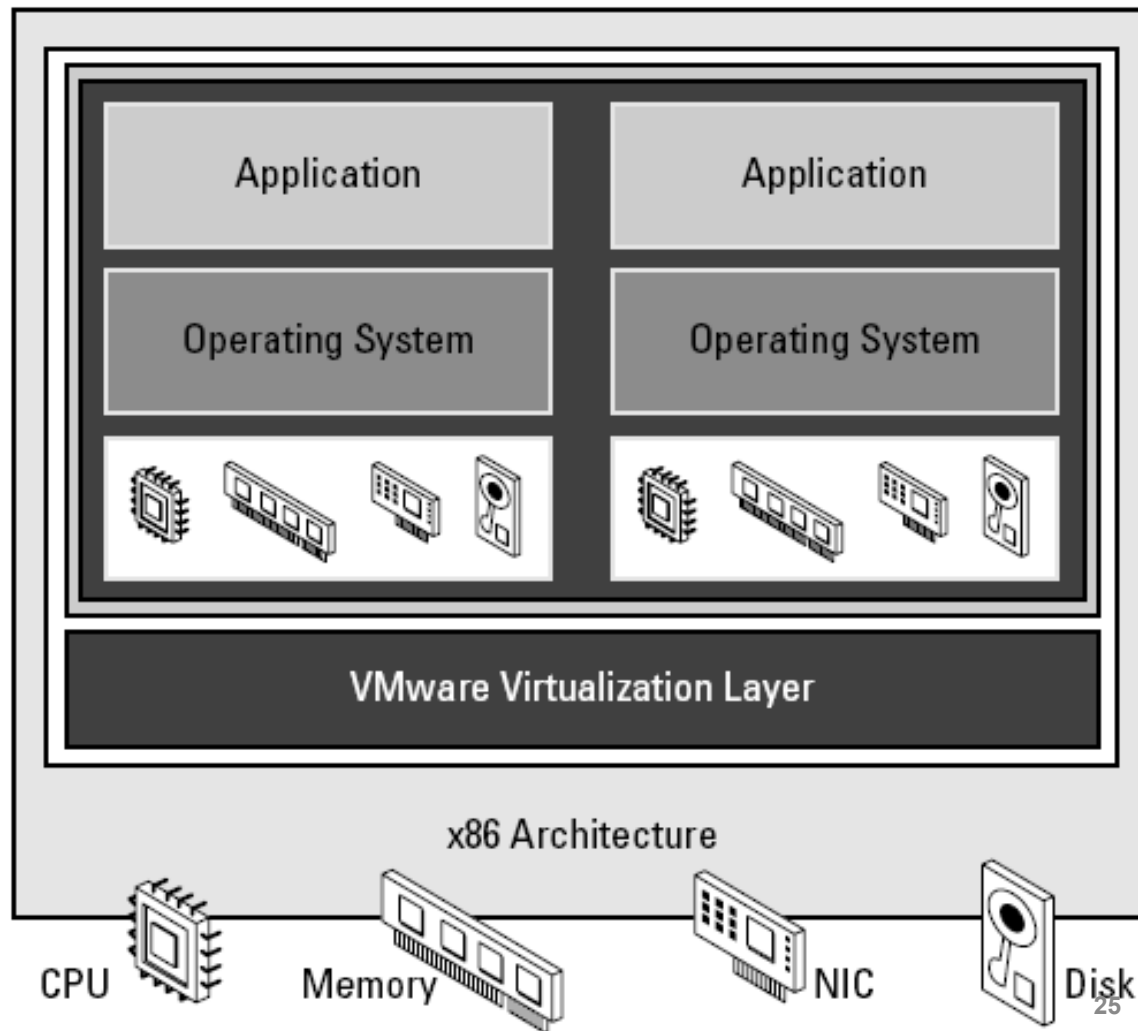 Application
Application
Operating System
Operating System
VMware Virtualization Layer
x86 Architecture
CPU
Memory
NIC
Disk
25